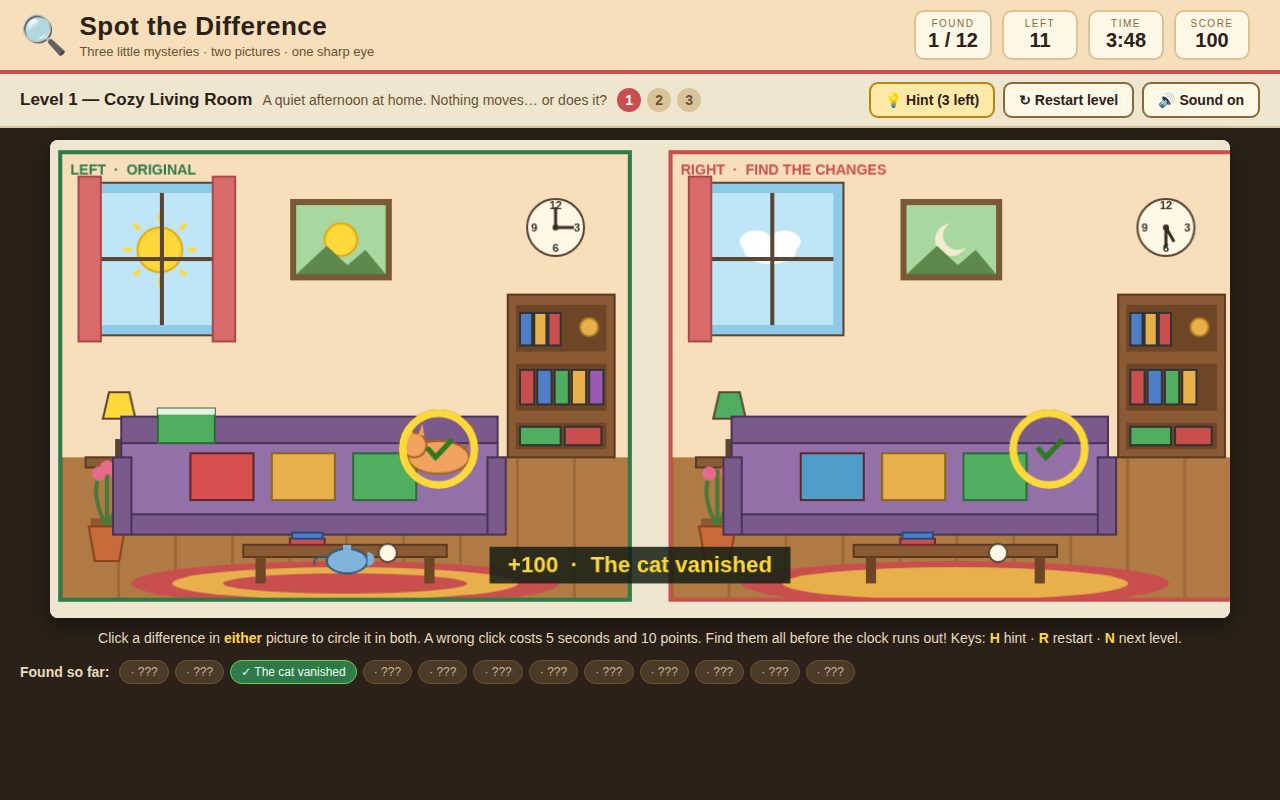 Spot the Difference
Three little mysteries · two pictures · one sharp eye
FOUND
1 / 12
LEFT
11
TIME
3:48
SCORE
100
Level 1 — Cozy Living Room A quiet afternoon at home. Nothing moves… or does it? 1 2 3
💡 Hint (3 left)
↻ Restart level
🔊 Sound on
LEFT · ORIGINAL
12
9 3
6
RIGHT · FIND THE CHANGES
12
9 3
6
+100 · The cat vanished
Click a difference in either picture to circle it in both. A wrong click costs 5 seconds and 10 points. Find them all before the clock runs out! Keys: H hint · R restart · N next level.
Found so far: · ??? · ??? ✓ The cat vanished · ??? · ??? · ??? · ??? · ??? · ??? · ??? · ??? · ???